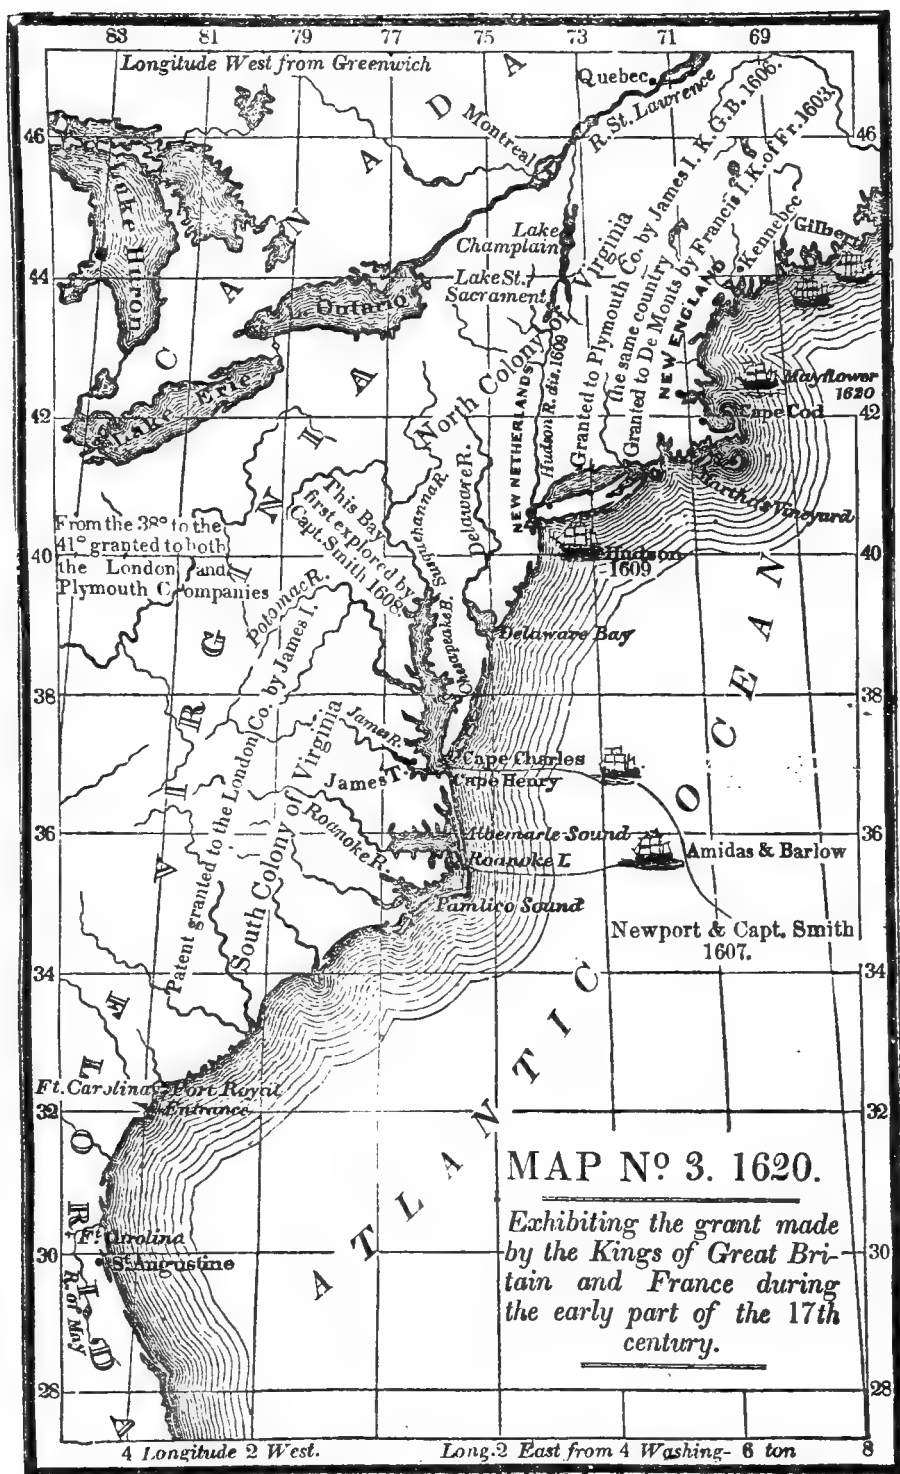 83 81 79 77 75 73 71 69
Longitude West from Greenwich
CANADA
Quebec.
R. St. Lawrence
Montreal
46 46
Lake Huron
Lake
Champlain
Lake St.
Sacrament
44 44
Ontario
Lake Erie
North Colony of Virginia
Granted to Plymouth Co. by James I. K. G.B. 1606.
the same country
Granted to De Monts by Francis I. K. of Fr. 1603.
Kennebec
Gilbert
NEW ENGLAND
NEW NETHERLANDS
Hudson R. dis. 1609
Mayflower
1620
Cape Cod
42 42
Martha's Vineyard
Hudson
1609
40 40
From the 38° to the
41° granted to both
the London and
Plymouth Companies
This Bay
first explored by
Capt. Smith 1608
Susquehanna R.
Delaware R.
Potomac R.
Chesapeake B.
Delaware Bay
VIRGINIA
38 38
James R.
James T.
Cape Charles
Cape Henry
Patent granted to the London Co. by James I.
South Colony of Virginia
Roanoke R.
36 36
Albemarle Sound
Roanoke I.
Pamlico Sound
Amidas & Barlow
Newport & Capt. Smith
1607.
34 34
Ft. Carolina
Port Royal
Entrance
32 32
FLORIDA
Ft. Carolina
St. Augustine
R. of May
30 30
28 28
ATLANTIC OCEAN
MAP No. 3. 1620.
Exhibiting the grant made
by the Kings of Great Bri-
tain and France during
the early part of the 17th
century.
4 Longitude 2 West. Long. 2 East from 4 Washing- 6 ton 8